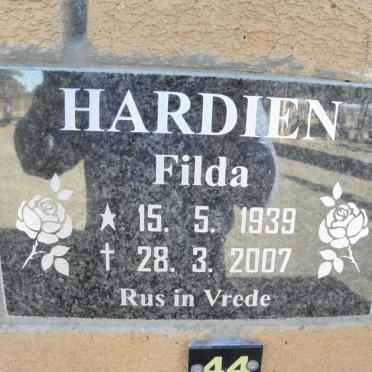 HARDIEN
Filda
★ 15. 5. 1939
† 28. 3. 2007
Rus in Vrede
44